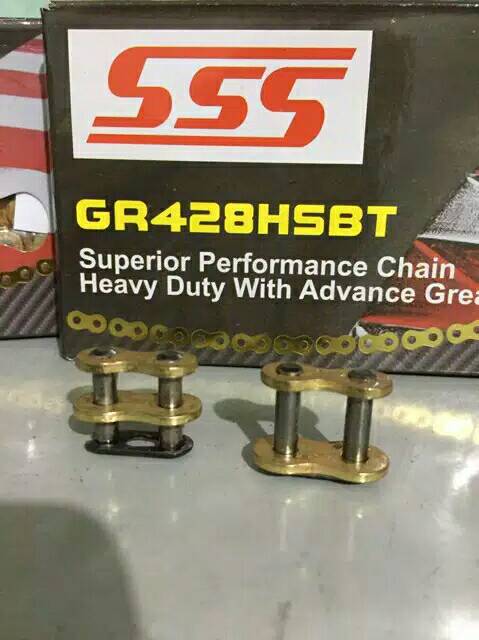 SSS
GR428HSBT
Superior Performance Chain
Heavy Duty With Advance Grea